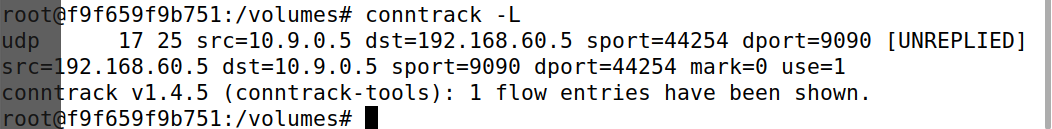 root@f9f659f9b751:/volumes# conntrack -L
udp      17 25 src=10.9.0.5 dst=192.168.60.5 sport=44254 dport=9090 [UNREPLIED]
src=192.168.60.5 dst=10.9.0.5 sport=9090 dport=44254 mark=0 use=1
conntrack v1.4.5 (conntrack-tools): 1 flow entries have been shown.
root@f9f659f9b751:/volumes#